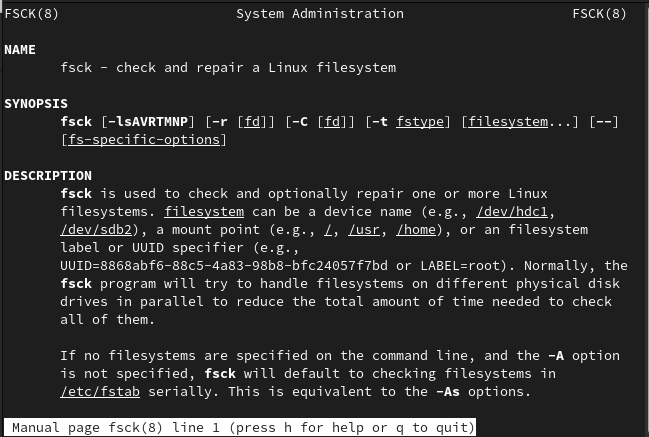 FSCK(8) System Administration FSCK(8)
NAME
fsck - check and repair a Linux filesystem
SYNOPSIS
fsck [-lsAVRTMNP] [-r [fd]] [-C [fd]] [-t fstype] [filesystem...] [--]
[fs-specific-options]
DESCRIPTION
fsck is used to check and optionally repair one or more Linux
filesystems. filesystem can be a device name (e.g., /dev/hdc1,
/dev/sdb2), a mount point (e.g., /, /usr, /home), or an filesystem
label or UUID specifier (e.g.,
UUID=8868abf6-88c5-4a83-98b8-bfc24057f7bd or LABEL=root). Normally, the
fsck program will try to handle filesystems on different physical disk
drives in parallel to reduce the total amount of time needed to check
all of them.
If no filesystems are specified on the command line, and the -A option
is not specified, fsck will default to checking filesystems in
/etc/fstab serially. This is equivalent to the -As options.
Manual page fsck(8) line 1 (press h for help or q to quit)